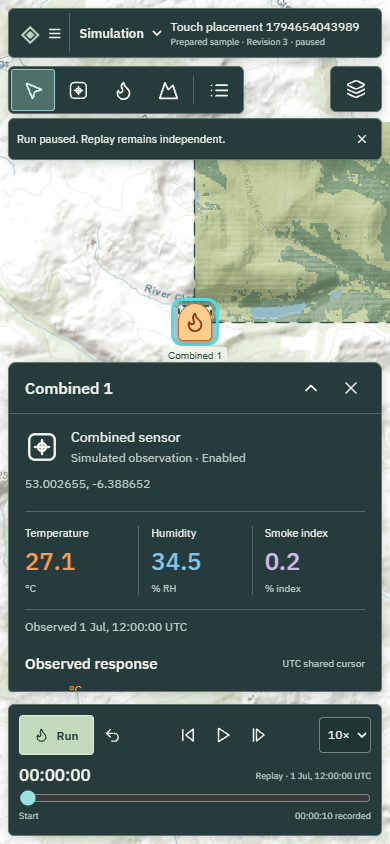 Simulation
Touch placement 1794654043989
Prepared sample · Revision 3 · paused
Run paused. Replay remains independent.
Combined 1
Combined 1
Combined sensor
Simulated observation · Enabled
53.002655, -6.388652
Temperature Humidity Smoke index
27.1 34.5 0.2
°C % RH % index
Observed 1 Jul, 12:00:00 UTC
Observed response UTC shared cursor
°C
Run
10×
00:00:00 Replay · 1 Jul, 12:00:00 UTC
Start 00:00:10 recorded